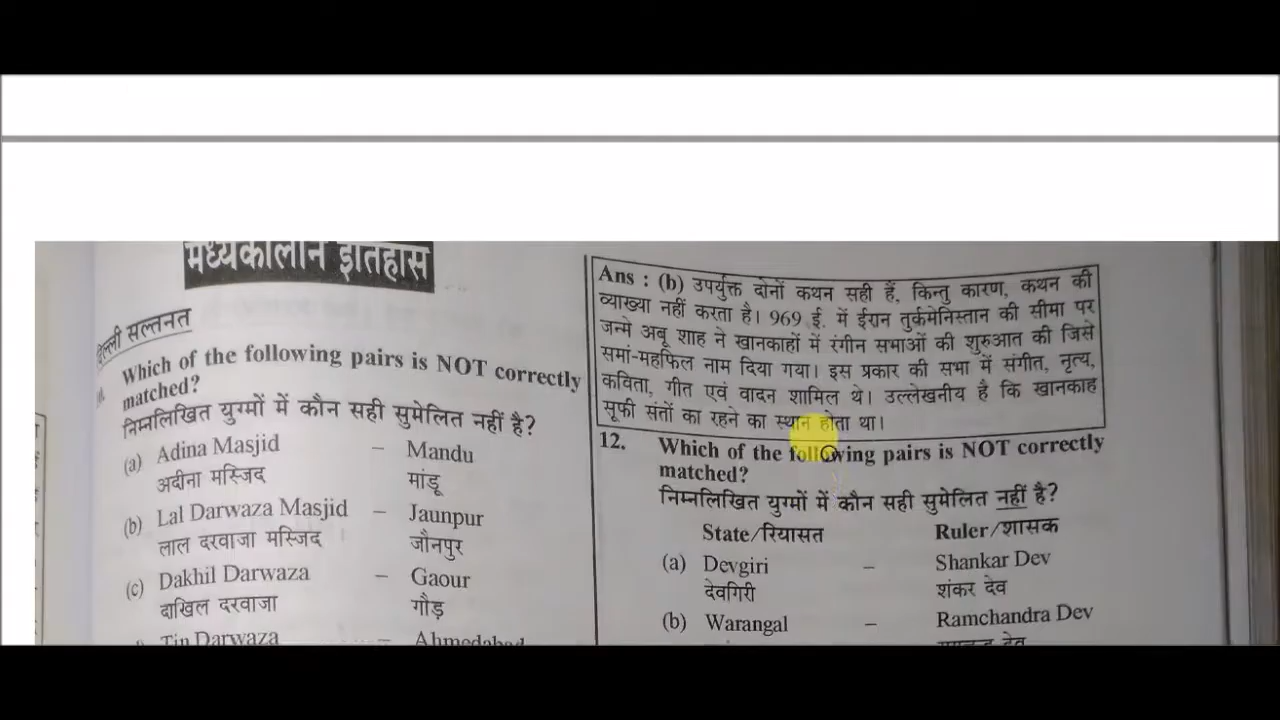 मध्यकालीन इतिहास
दिल्ली सल्तनत
Which of the following pairs is NOT correctly
matched?
निम्नलिखित युग्मों में कौन सही सुमेलित नहीं है?
(a) Adina Masjid – Mandu
अदीना मस्जिद मांडू
(b) Lal Darwaza Masjid – Jaunpur
लाल दरवाजा मस्जिद जौनपुर
(c) Dakhil Darwaza – Gaour
दाखिल दरवाजा गौड़
Tin Darwaza – Ahmedabad
Ans : (b) उपर्युक्त दोनों कथन सही हैं, किन्तु कारण, कथन की
व्याख्या नहीं करता है। 969 ई. में ईरान तुर्कमेनिस्तान की सीमा पर
जन्मे अबू शाह ने खानकाहों में रंगीन सभाओं की शुरुआत की जिसे
समां-महफिल नाम दिया गया। इस प्रकार की सभा में संगीत, नृत्य,
कविता, गीत एवं वादन शामिल थे। उल्लेखनीय है कि खानकाह
सूफी संतों का रहने का स्थान होता था।
12. Which of the following pairs is NOT correctly
matched?
निम्नलिखित युग्मों में कौन सही सुमेलित नहीं है?
State/रियासत Ruler/शासक
(a) Devgiri – Shankar Dev
देवगिरी शंकर देव
(b) Warangal – Ramchandra Dev